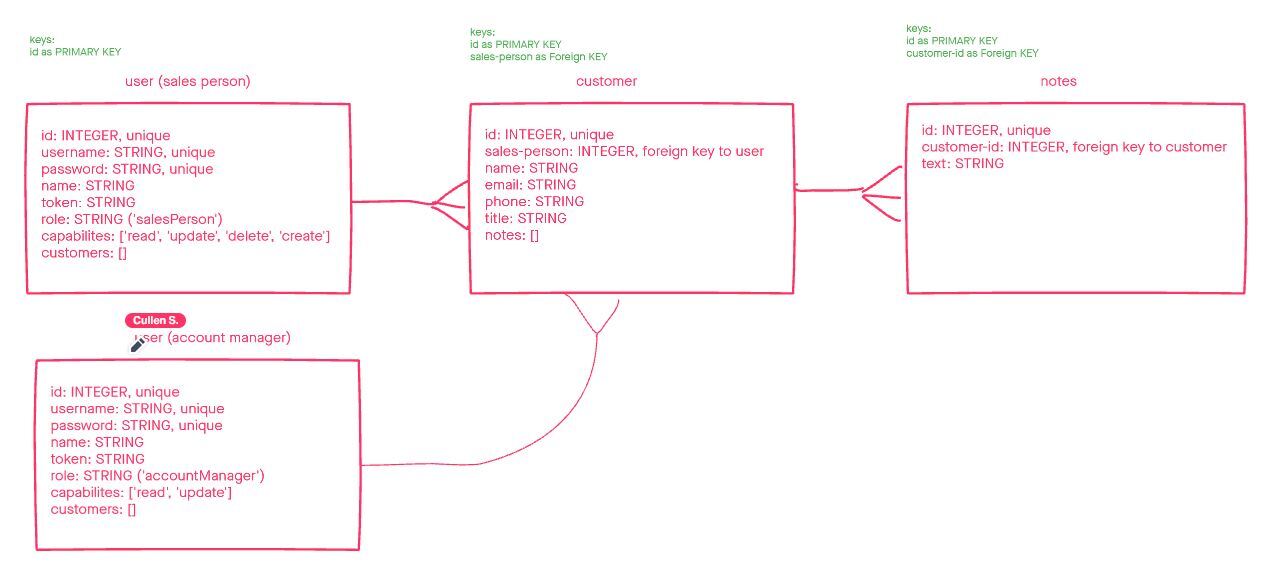 keys:
id as PRIMARY KEY
user (sales person)
id: INTEGER, unique
username: STRING, unique
password: STRING, unique
name: STRING
token: STRING
role: STRING ('salesPerson')
capabilites: ['read', 'update', 'delete', 'create']
customers: []
keys:
id as PRIMARY KEY
sales-person as Foreign KEY
customer
id: INTEGER, unique
sales-person: INTEGER, foreign key to user
name: STRING
email: STRING
phone: STRING
title: STRING
notes: []
keys:
id as PRIMARY KEY
customer-id as Foreign KEY
notes
id: INTEGER, unique
customer-id: INTEGER, foreign key to customer
text: STRING
Cullen S.
user (account manager)
id: INTEGER, unique
username: STRING, unique
password: STRING, unique
name: STRING
token: STRING
role: STRING ('accountManager')
capabilites: ['read', 'update']
customers: []